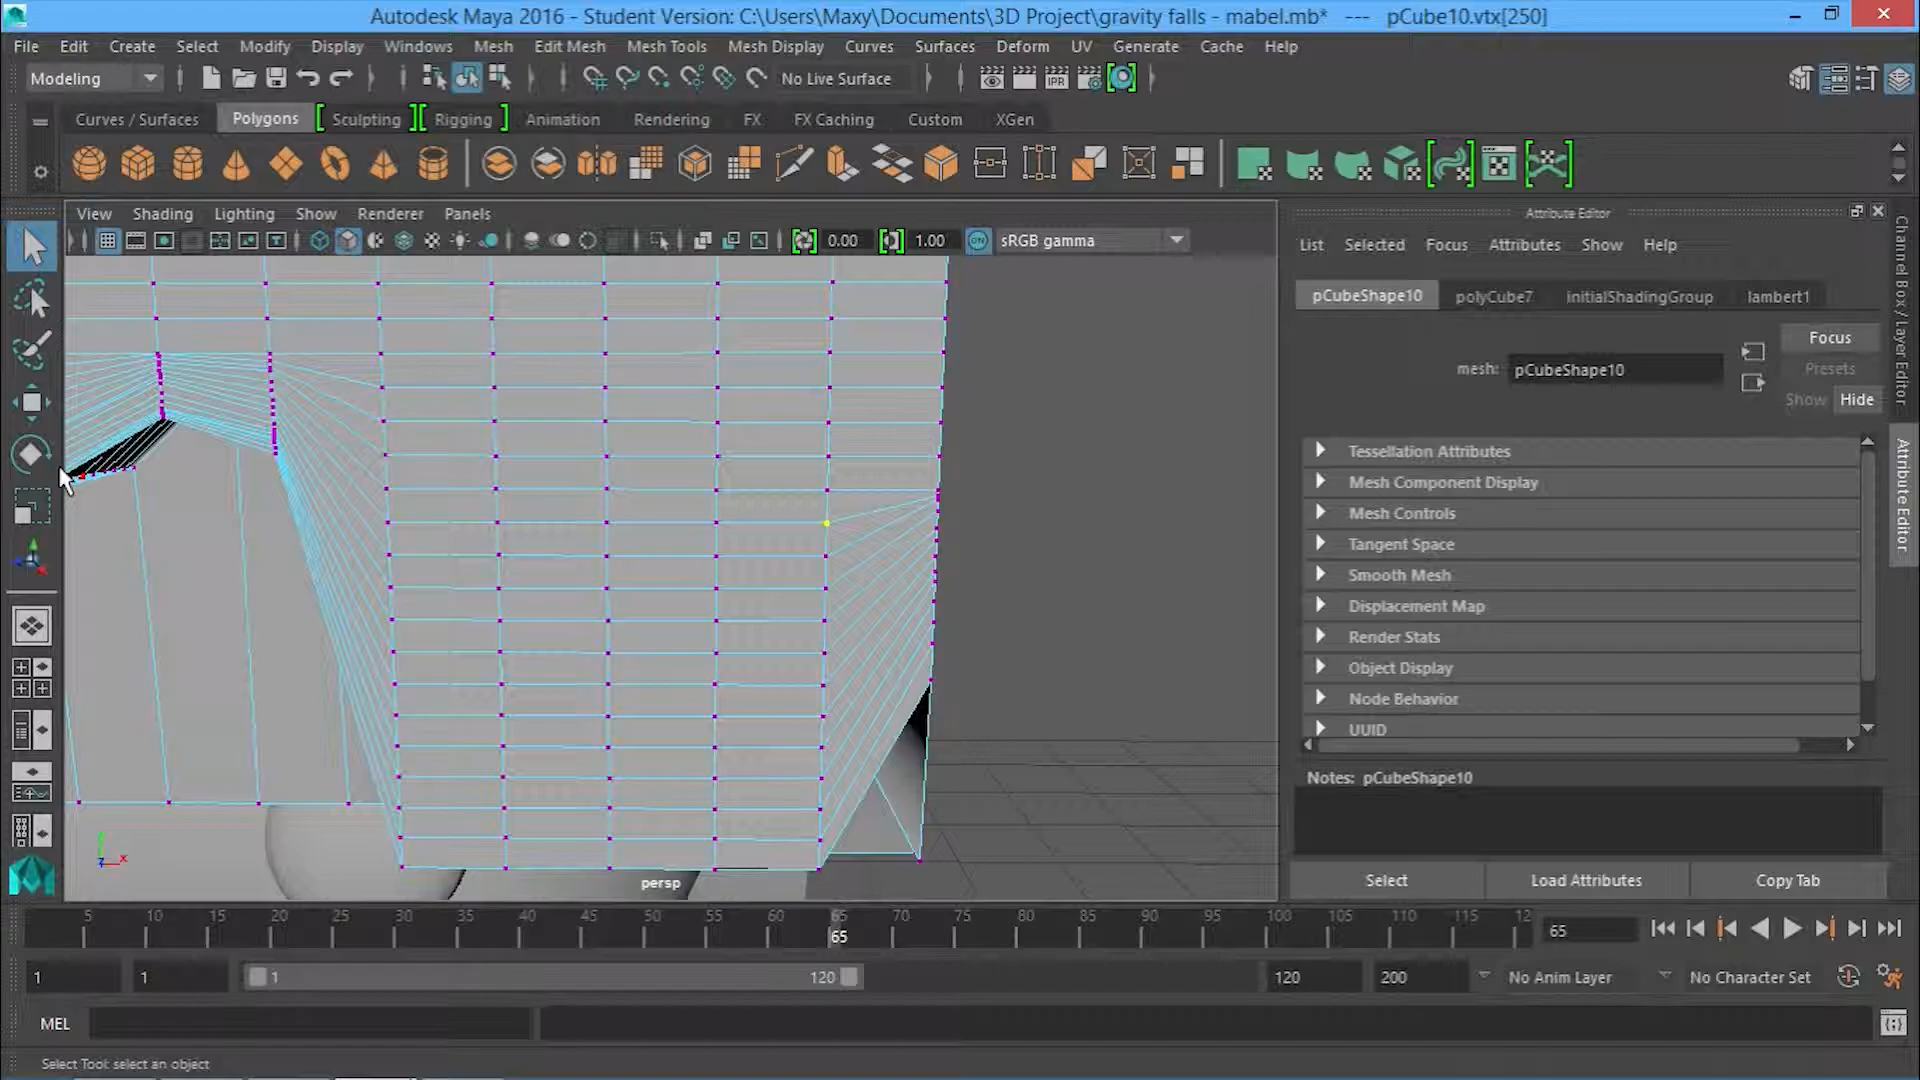 Autodesk Maya 2016 - Student Version: C:\Users\Maxy\Documents\3D Project\gravity falls - mabel.mb* --- pCube10.vtx[250]
File Edit Create Select Modify Display Windows Mesh Edit Mesh Mesh Tools Mesh Display Curves Surfaces Deform UV Generate Cache Help
Modeling No Live Surface IPR
Curves / Surfaces Polygons Sculpting Rigging Animation Rendering FX FX Caching Custom XGen
View Shading Lighting Show Renderer Panels
0.00 1.00 ON sRGB gamma
Attribute Editor
List Selected Focus Attributes Show Help
pCubeShape10 polyCube7 initialShadingGroup lambert1
Focus
mesh: pCubeShape10
Presets
Show Hide
Tessellation Attributes
Mesh Component Display
Mesh Controls
Tangent Space
Smooth Mesh
Displacement Map
Render Stats
Object Display
Node Behavior
UUID
Notes: pCubeShape10
Select Load Attributes Copy Tab
Channel Box / Layer Editor
Attribute Editor
y
z x
persp
5 10 15 20 25 30 35 40 45 50 55 60 65 70 75 80 85 90 95 100 105 110 115 12
65
65
1 1 1 120 120 200 No Anim Layer No Character Set
MEL
Select Tool: select an object